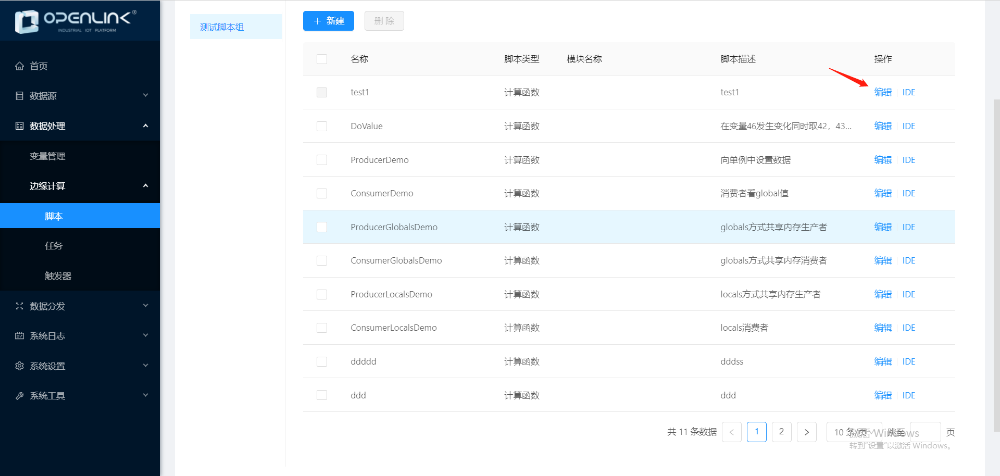 OPENLINK®
INDUSTRIAL IOT PLATFORM
首页
数据源
数据处理
变量管理
边缘计算
脚本
任务
触发器
数据分发
系统日志
系统设置
系统工具
测试脚本组
新建
删 除
名称 脚本类型 模块名称 脚本描述 操作
test1 计算函数 test1 编辑 IDE
DoValue 计算函数 在变量46发生变化同时取42，43... 编辑 IDE
ProducerDemo 计算函数 向单例中设置数据 编辑 IDE
ConsumerDemo 计算函数 消费者看global值 编辑 IDE
ProducerGlobalsDemo 计算函数 globals方式共享内存生产者 编辑 IDE
ConsumerGlobalsDemo 计算函数 globals方式共享内存消费者 编辑 IDE
ProducerLocalsDemo 计算函数 locals方式共享内存生产者 编辑 IDE
ConsumerLocalsDemo 计算函数 locals消费者 编辑 IDE
ddddd 计算函数 dddss 编辑 IDE
ddd 计算函数 ddd 编辑 IDE
共 11 条数据 < 1 2 > 10 条/页 跳至 页
激活 Windows
转到"设置"以激活 Windows。